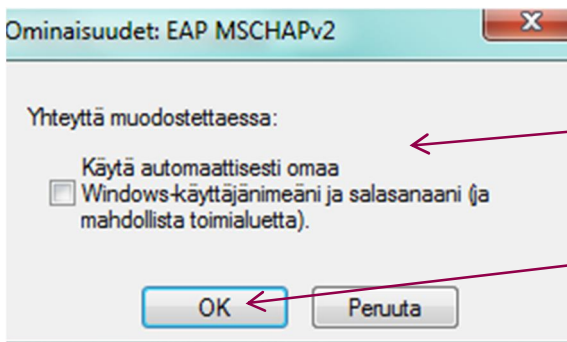 Ominaisuudet: EAP MSCHAPv2
Yhteyttä muodostettaessa:
Käytä automaattisesti omaa
Windows-käyttäjänimeäni ja salasanaani (ja
mahdollista toimialuetta).
OK Peruuta